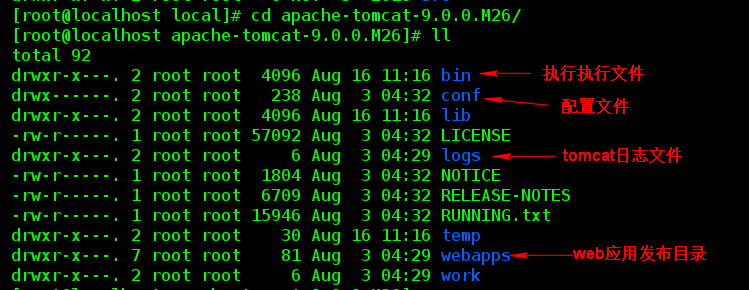 [root@localhost local]# cd apache-tomcat-9.0.0.M26/
[root@localhost apache-tomcat-9.0.0.M26]# ll
total 92
drwxr-x---. 2 root root 4096 Aug 16 11:16 bin 执行执行文件
drwx------. 2 root root 238 Aug 3 04:32 conf 配置文件
drwxr-x---. 2 root root 4096 Aug 16 11:16 lib
-rw-r-----. 1 root root 57092 Aug 3 04:32 LICENSE
drwxr-x---. 2 root root 6 Aug 3 04:29 logs tomcat日志文件
-rw-r-----. 1 root root 1804 Aug 3 04:32 NOTICE
-rw-r-----. 1 root root 6709 Aug 3 04:32 RELEASE-NOTES
-rw-r-----. 1 root root 15946 Aug 3 04:32 RUNNING.txt
drwxr-x---. 2 root root 30 Aug 16 11:16 temp
drwxr-x---. 7 root root 81 Aug 3 04:29 webapps web应用发布目录
drwxr-x---. 2 root root 6 Aug 3 04:29 work